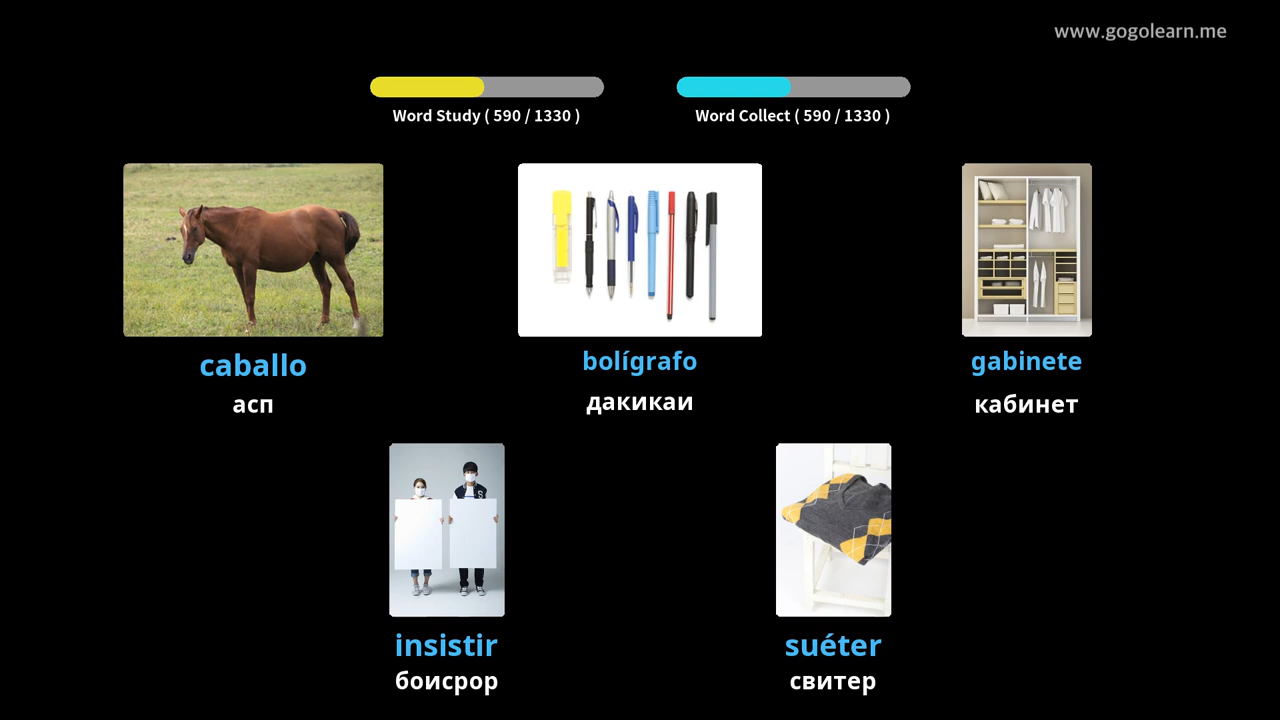 www.gogolearn.me
Word Study ( 590 / 1330 )
Word Collect ( 590 / 1330 )
caballo
асп
bolígrafo
дакикаи
gabinete
кабинет
insistir
боисрор
suéter
свитер